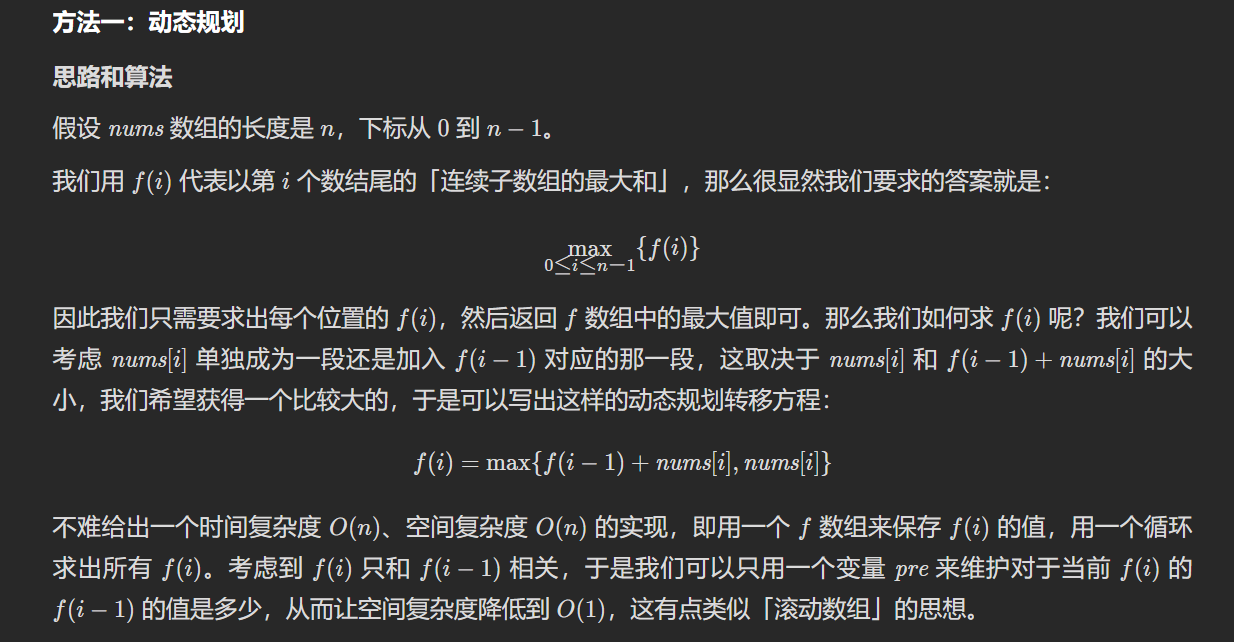 方法一：动态规划
思路和算法
假设 nums 数组的长度是 n，下标从 0 到 n − 1。
我们用 f(i) 代表以第 i 个数结尾的「连续子数组的最大和」，那么很显然我们要求的答案就是：
max {f(i)}
0≤i≤n−1
因此我们只需要求出每个位置的 f(i)，然后返回 f 数组中的最大值即可。那么我们如何求 f(i) 呢？我们可以
考虑 nums[i] 单独成为一段还是加入 f(i − 1) 对应的那一段，这取决于 nums[i] 和 f(i − 1) + nums[i] 的大
小，我们希望获得一个比较大的，于是可以写出这样的动态规划转移方程：
f(i) = max{f(i − 1) + nums[i], nums[i]}
不难给出一个时间复杂度 O(n)、空间复杂度 O(n) 的实现，即用一个 f 数组来保存 f(i) 的值，用一个循环
求出所有 f(i)。考虑到 f(i) 只和 f(i − 1) 相关，于是我们可以只用一个变量 pre 来维护对于当前 f(i) 的
f(i − 1) 的值是多少，从而让空间复杂度降低到 O(1)，这有点类似「滚动数组」的思想。